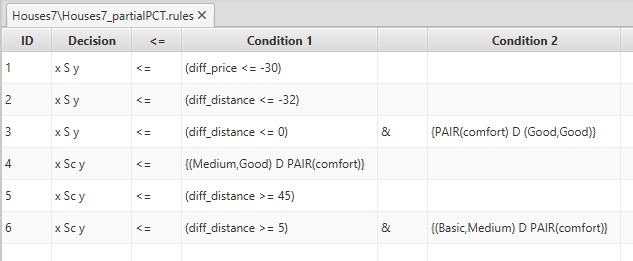 Houses7\Houses7_partialPCT.rules ✕
ID Decision <= Condition 1 Condition 2
1 x S y <= (diff_price <= -30)
2 x S y <= (diff_distance <= -32)
3 x S y <= (diff_distance <= 0) & {PAIR(comfort) D (Good,Good)}
4 x Sc y <= {(Medium,Good) D PAIR(comfort)}
5 x Sc y <= (diff_distance >= 45)
6 x Sc y <= (diff_distance >= 5) & {(Basic,Medium) D PAIR(comfort)}